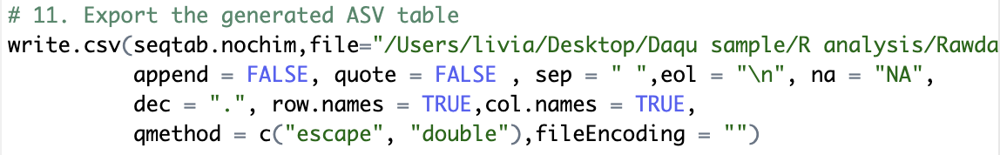 # 11. Export the generated ASV table
write.csv(seqtab.nochim,file="/Users/livia/Desktop/Daqu sample/R analysis/Rawda
append = FALSE, quote = FALSE , sep = " ",eol = "\n", na = "NA",
dec = ".", row.names = TRUE,col.names = TRUE,
qmethod = c("escape", "double"),fileEncoding = "")